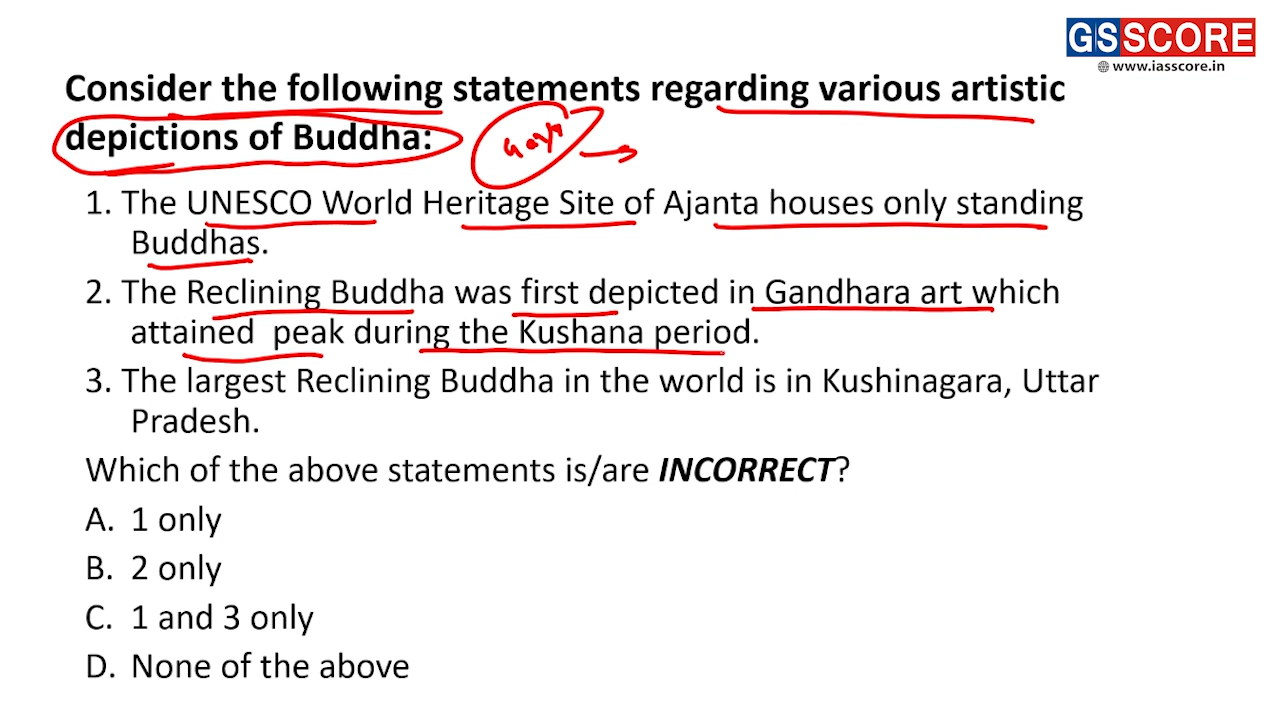 GSSCORE
www.iasscore.in
Consider the following statements regarding various artistic
depictions of Buddha:
1. The UNESCO World Heritage Site of Ajanta houses only standing
Buddhas.
2. The Reclining Buddha was first depicted in Gandhara art which
attained peak during the Kushana period.
3. The largest Reclining Buddha in the world is in Kushinagara, Uttar
Pradesh.
Which of the above statements is/are INCORRECT?
A. 1 only
B. 2 only
C. 1 and 3 only
D. None of the above